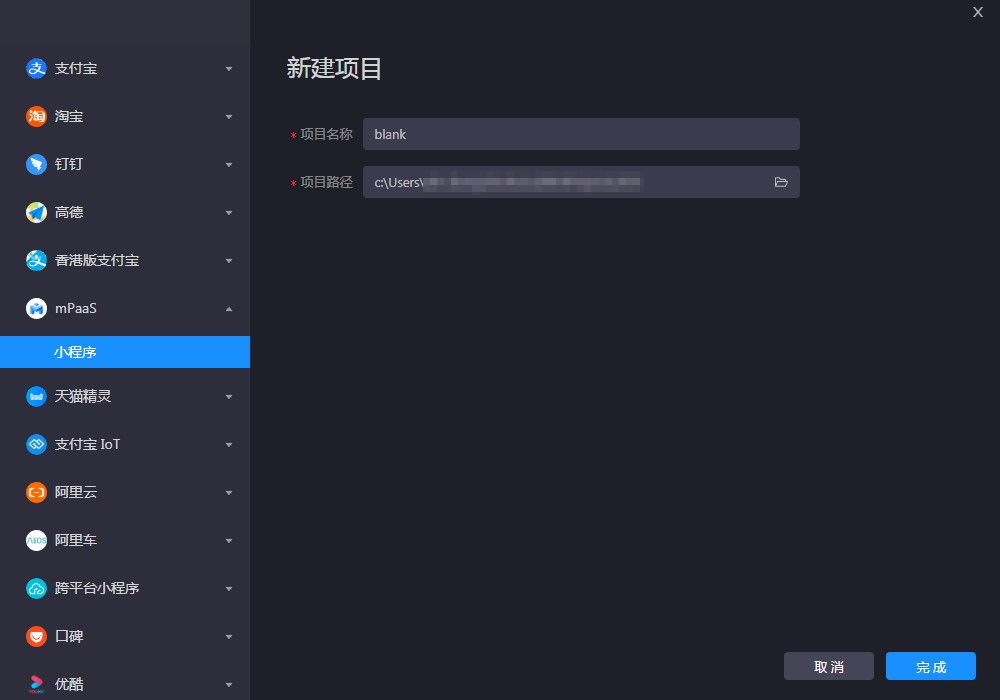 X
支付宝
淘宝
钉钉
高德
香港版支付宝
mPaaS
小程序
天猫精灵
支付宝 IoT
阿里云
阿里车
跨平台小程序
口碑
优酷
新建项目
* 项目名称 blank
* 项目路径 c:\Users\
取消 完成